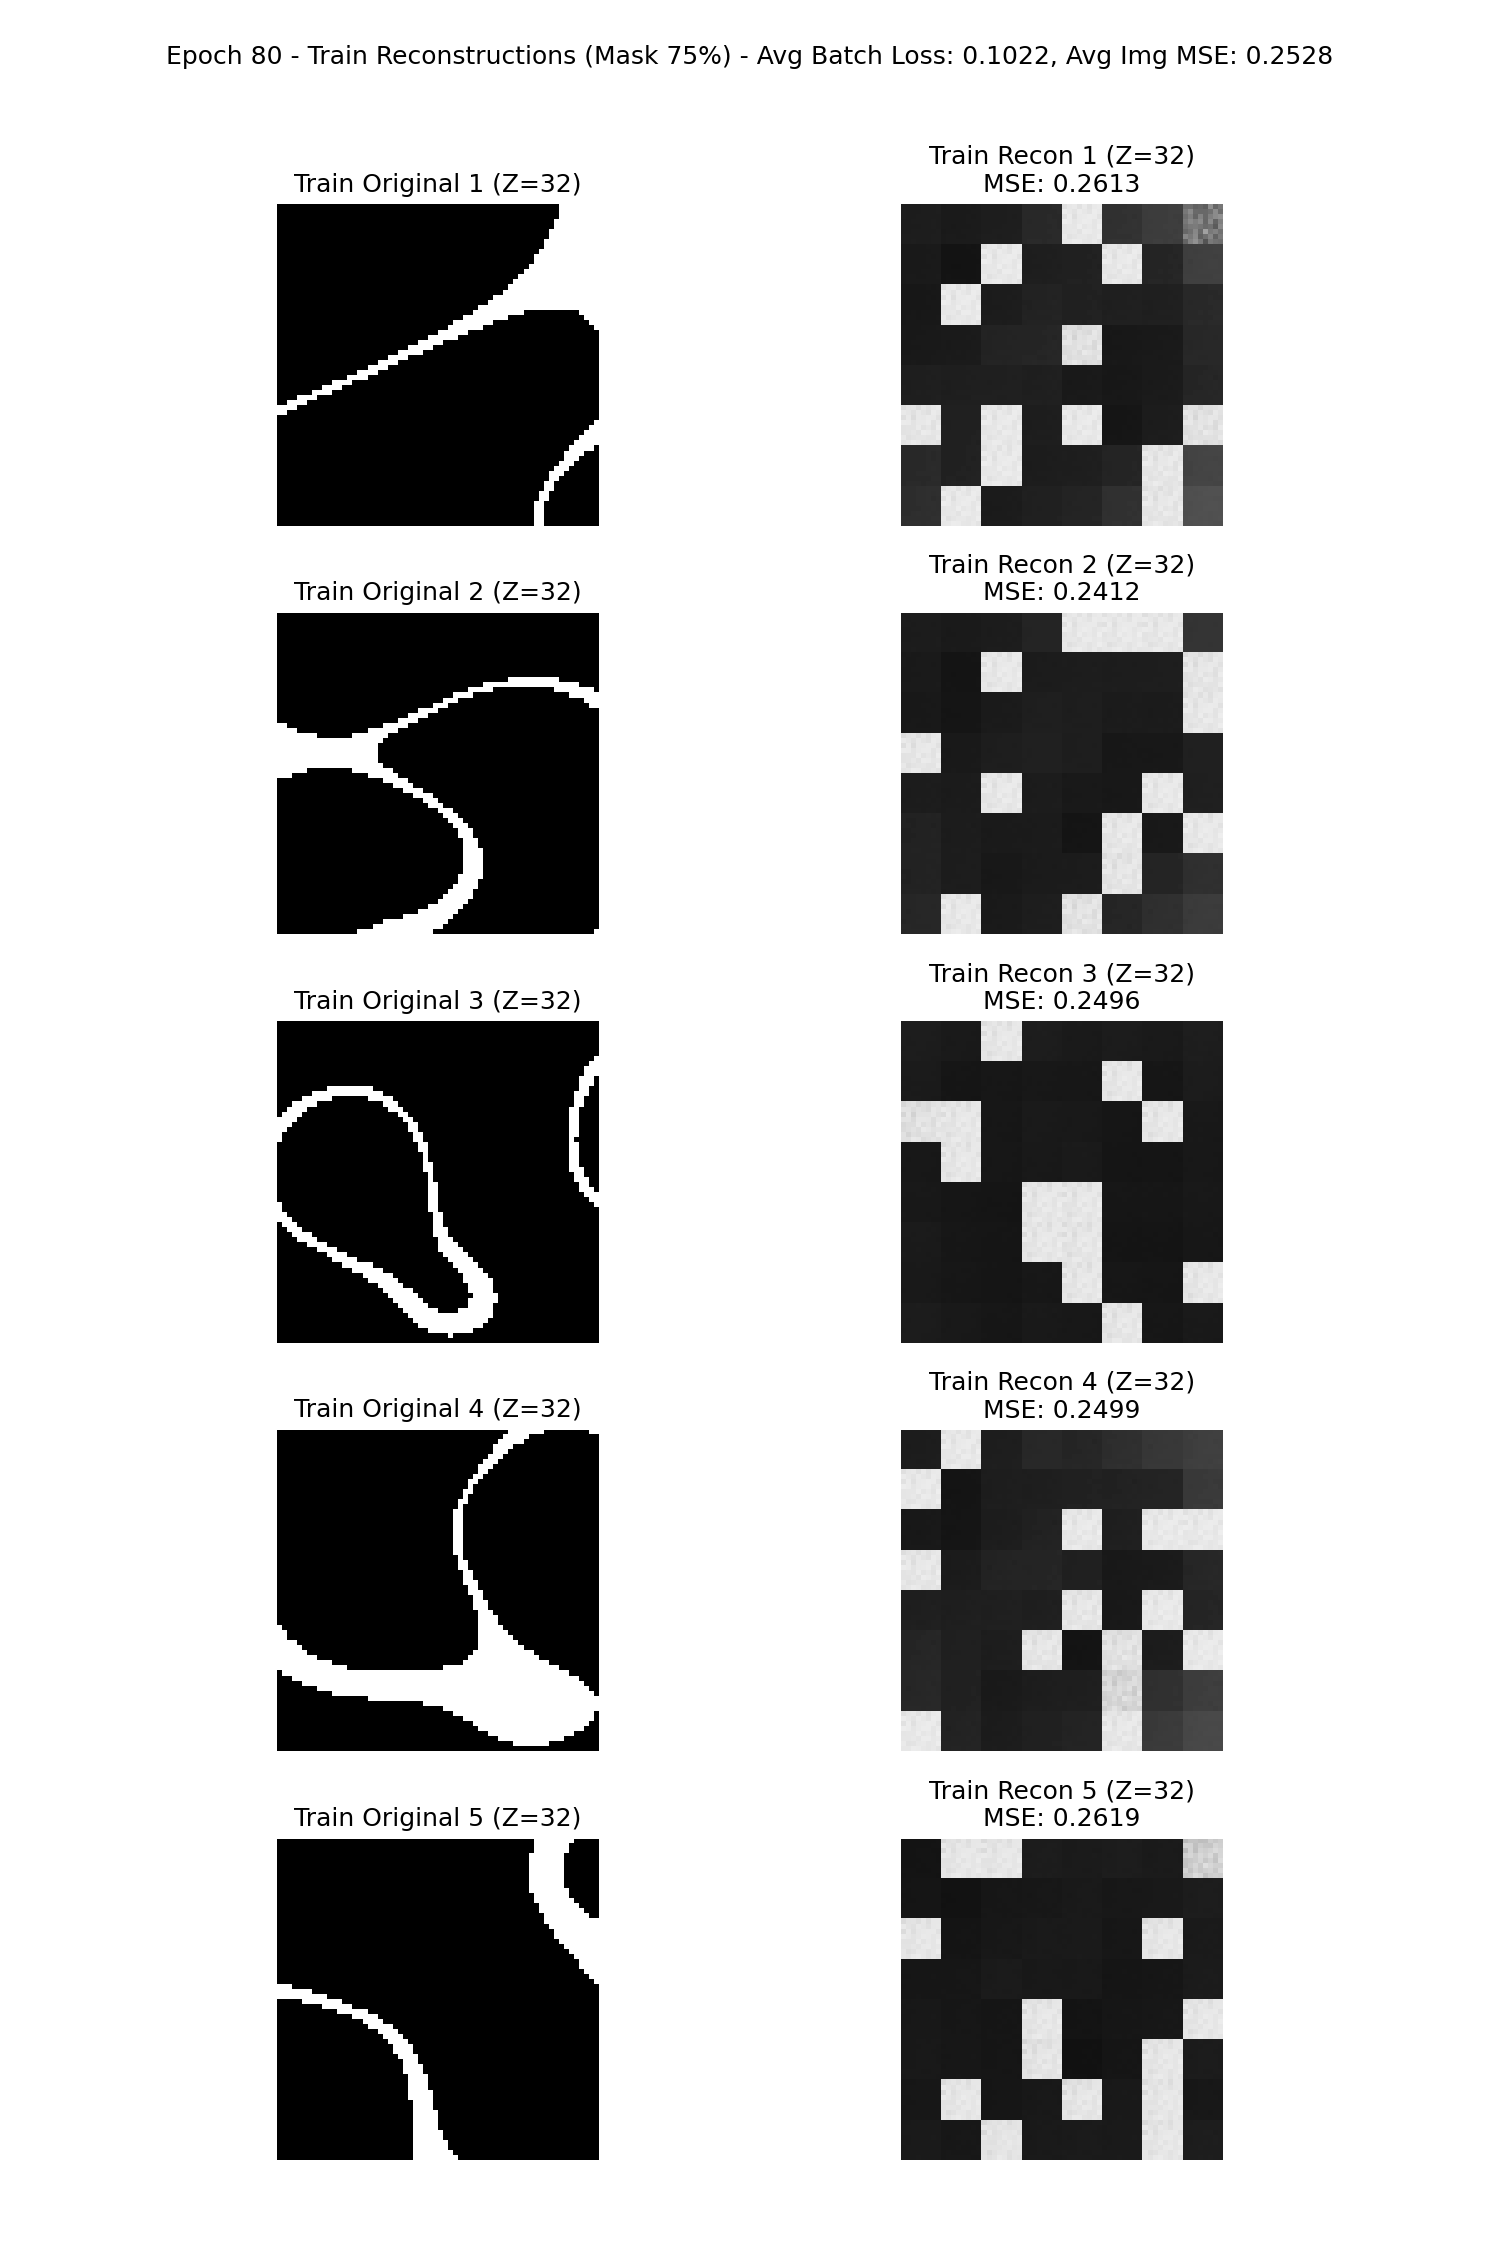 Epoch 80 - Train Reconstructions (Mask 75%) - Avg Batch Loss: 0.1022, Avg Img MSE: 0.2528
Train Original 1 (Z=32)
Train Recon 1 (Z=32)
MSE: 0.2613
Train Original 2 (Z=32)
Train Recon 2 (Z=32)
MSE: 0.2412
Train Original 3 (Z=32)
Train Recon 3 (Z=32)
MSE: 0.2496
Train Original 4 (Z=32)
Train Recon 4 (Z=32)
MSE: 0.2499
Train Original 5 (Z=32)
Train Recon 5 (Z=32)
MSE: 0.2619